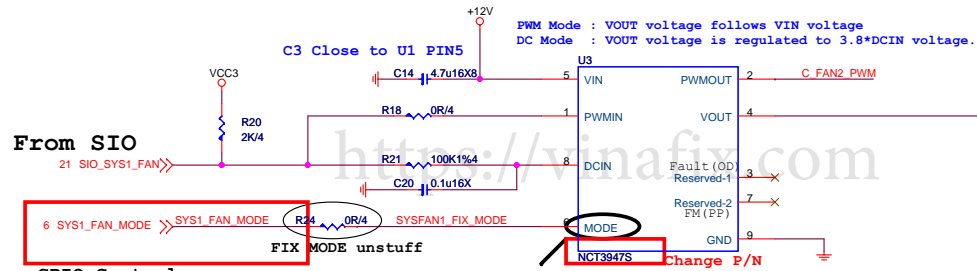 +12V
PWM Mode : VOUT voltage follows VIN voltage
DC Mode : VOUT voltage is regulated to 3.8*DCIN voltage.
C3 Close to U1 PIN5
U3
VCC3
C14 4.7u16X8
5 VIN PWMOUT 2 C_FAN2_PWM
R18 0R/4
1 PWMIN VOUT 4
R20
2K/4
From SIO
https://vinafix.com
21 SIO_SYS1_FAN
R21 100K1%4
8 DCIN
Fault(OD)
Reserved-1 3
C20 0.1u16X
Reserved-2 7
FM(PP)
6 SYS1_FAN_MODE SYS1_FAN_MODE R24 0R/4 SYSFAN1_FIX_MODE
MODE
FIX MODE unstuff
GND 9
NCT3947S Change P/N